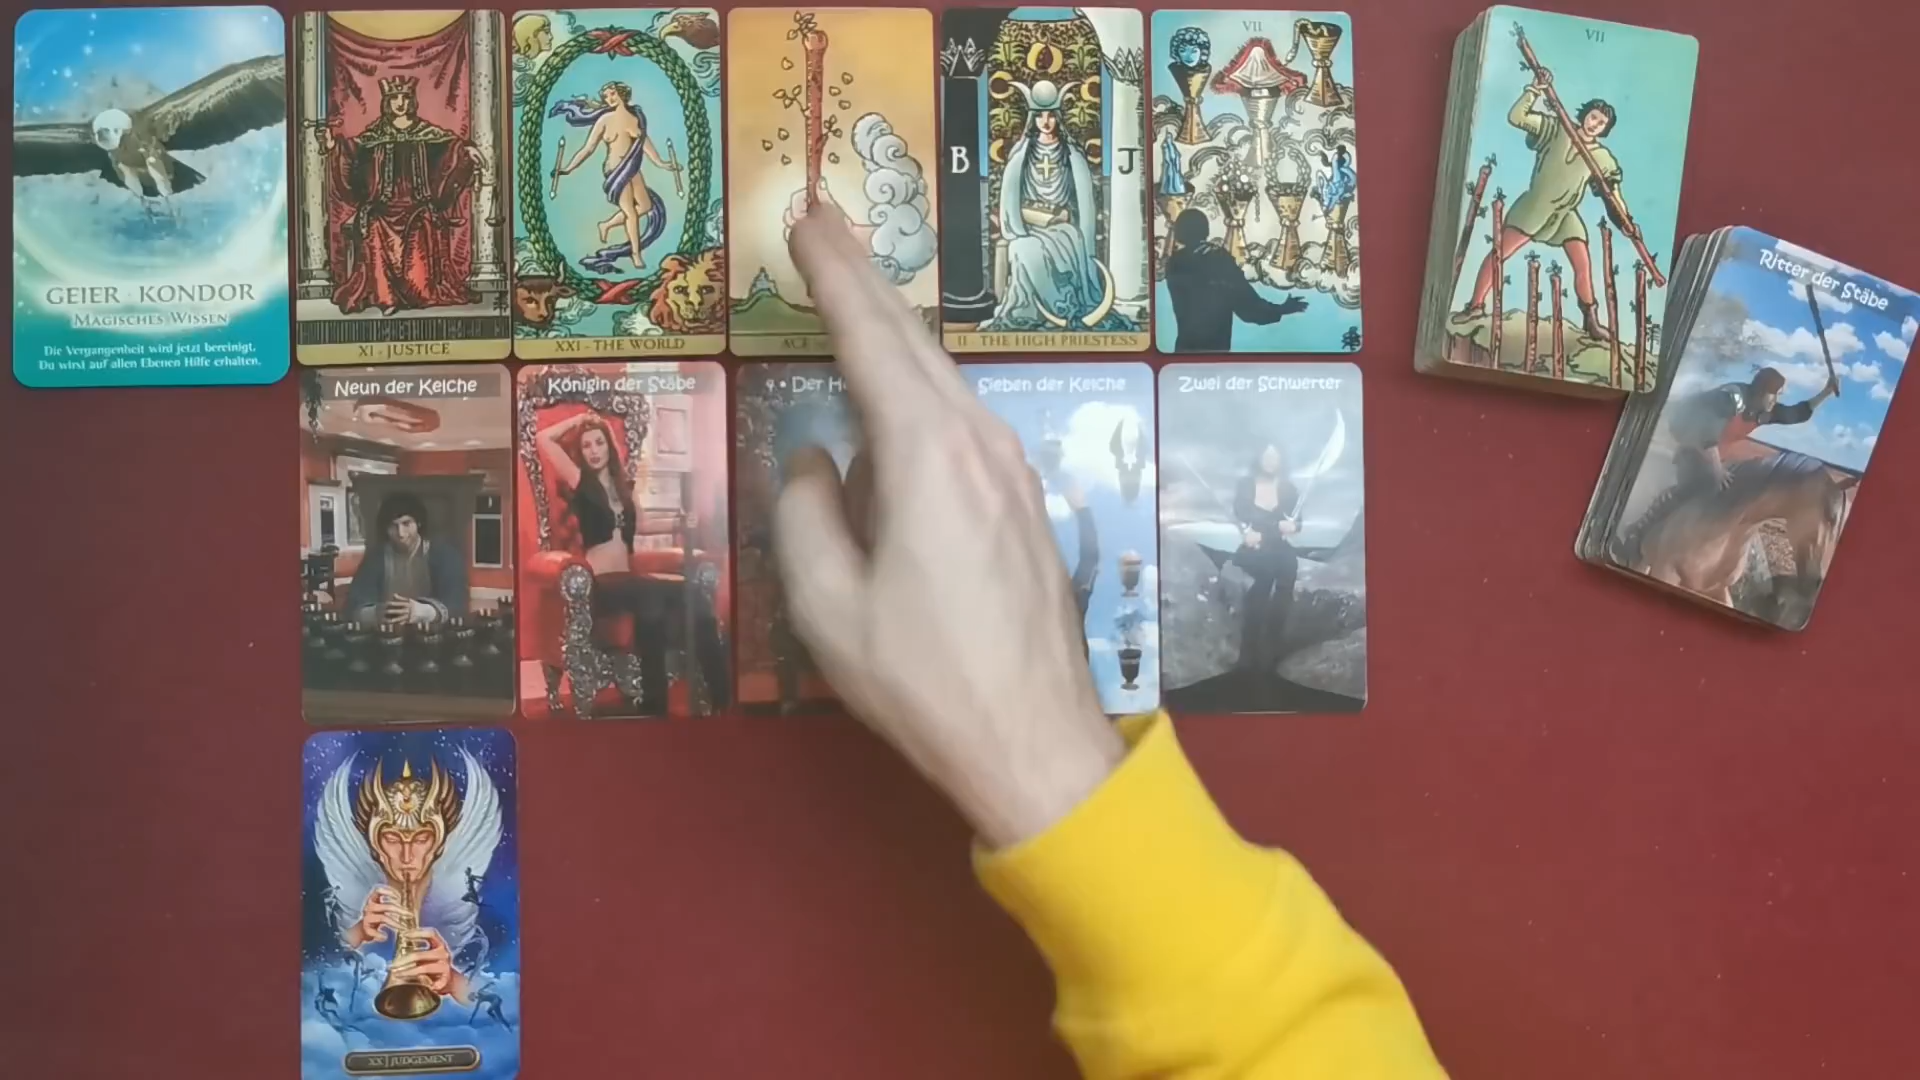 GEIER · KONDOR
MAGISCHES WISSEN
Die Vergangenheit wird jetzt bereinigt.
Du wirst auf allen Ebenen Hilfe erhalten.
XI - JUSTICE
XXI - THE WORLD
ACE
B
J
II - THE HIGH PRIESTESS
VII
VII
Ritter der Stäbe
Neun der Kelche
Königin der Stäbe
9 • Der
Sieben der Kelche
Zwei der Schwerter
XX | JUDGEMENT